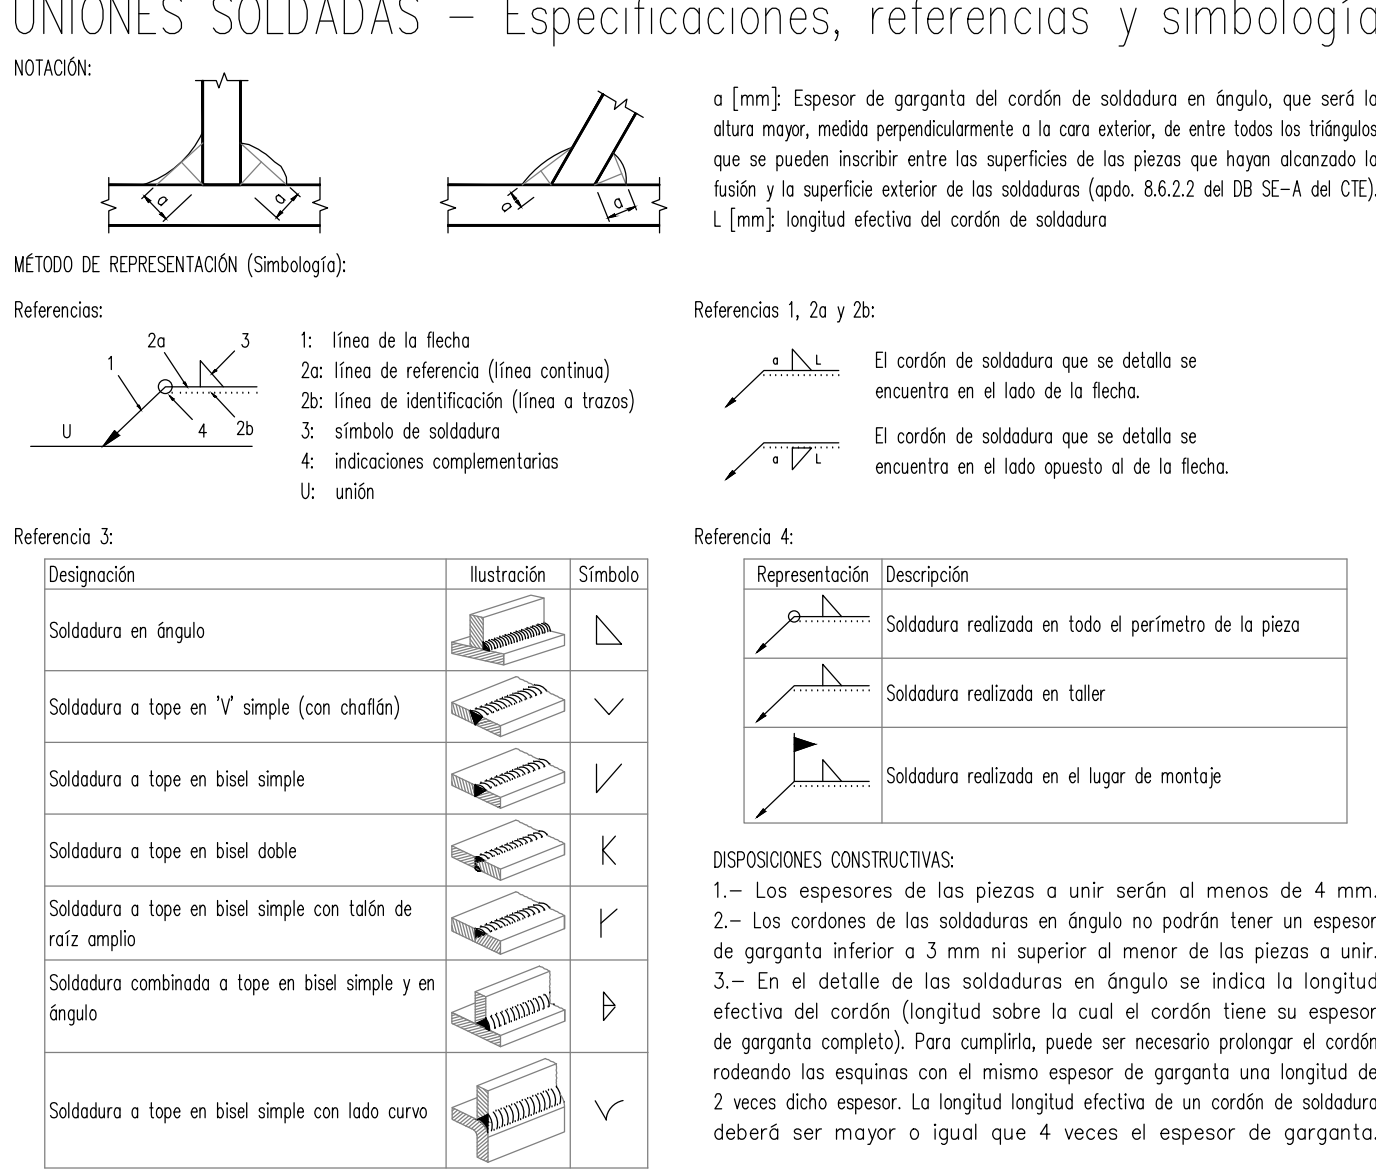 UNIONES SOLDADAS – Especificaciones, referencias y simbología
NOTACIÓN:
a
a
a
a
a [mm]: Espesor de garganta del cordón de soldadura en ángulo, que será la
altura mayor, medida perpendicularmente a la cara exterior, de entre todos los triángulos
que se pueden inscribir entre las superficies de las piezas que hayan alcanzado la
fusión y la superficie exterior de las soldaduras (apdo. 8.6.2.2 del DB SE-A del CTE).
L [mm]: longitud efectiva del cordón de soldadura
MÉTODO DE REPRESENTACIÓN (Simbología):
Referencias:
2a
3
1
U
4
2b
1: línea de la flecha
2a: línea de referencia (línea continua)
2b: línea de identificación (línea a trazos)
3: símbolo de soldadura
4: indicaciones complementarias
U: unión
Referencias 1, 2a y 2b:
a L
El cordón de soldadura que se detalla se
encuentra en el lado de la flecha.
a L
El cordón de soldadura que se detalla se
encuentra en el lado opuesto al de la flecha.
Referencia 3:
Designación Ilustración Símbolo
Soldadura en ángulo
Soldadura a tope en 'V' simple (con chaflán)
Soldadura a tope en bisel simple
Soldadura a tope en bisel doble
Soldadura a tope en bisel simple con talón de
raíz amplio
Soldadura combinada a tope en bisel simple y en
ángulo
Soldadura a tope en bisel simple con lado curvo
Referencia 4:
Representación Descripción
Soldadura realizada en todo el perímetro de la pieza
Soldadura realizada en taller
Soldadura realizada en el lugar de montaje
DISPOSICIONES CONSTRUCTIVAS:
1.– Los espesores de las piezas a unir serán al menos de 4 mm.
2.– Los cordones de las soldaduras en ángulo no podrán tener un espesor
de garganta inferior a 3 mm ni superior al menor de las piezas a unir.
3.– En el detalle de las soldaduras en ángulo se indica la longitud
efectiva del cordón (longitud sobre la cual el cordón tiene su espesor
de garganta completo). Para cumplirla, puede ser necesario prolongar el cordón
rodeando las esquinas con el mismo espesor de garganta una longitud de
2 veces dicho espesor. La longitud longitud efectiva de un cordón de soldadura
deberá ser mayor o igual que 4 veces el espesor de garganta.